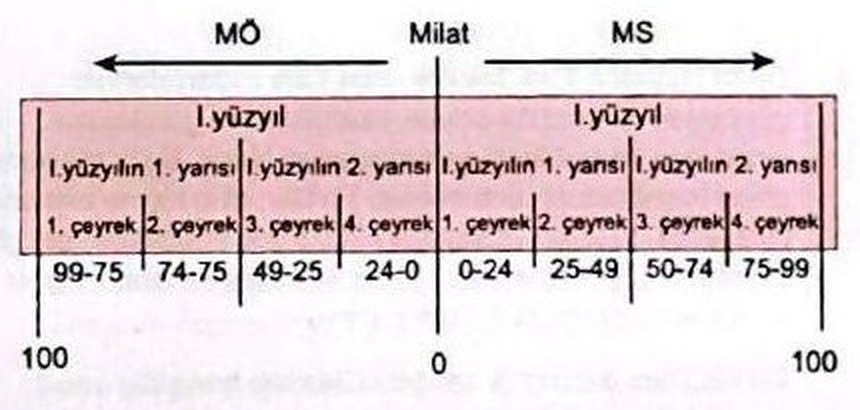 MÖ Milat MS
I.yüzyıl I.yüzyıl
I.yüzyılın 1. yarısı I.yüzyılın 2. yarısı I.yüzyılın 1. yarısı I.yüzyılın 2. yarısı
1. çeyrek 2. çeyrek 3. çeyrek 4. çeyrek 1. çeyrek 2. çeyrek 3. çeyrek 4. çeyrek
99-75 74-75 49-25 24-0 0-24 25-49 50-74 75-99
100 0 100